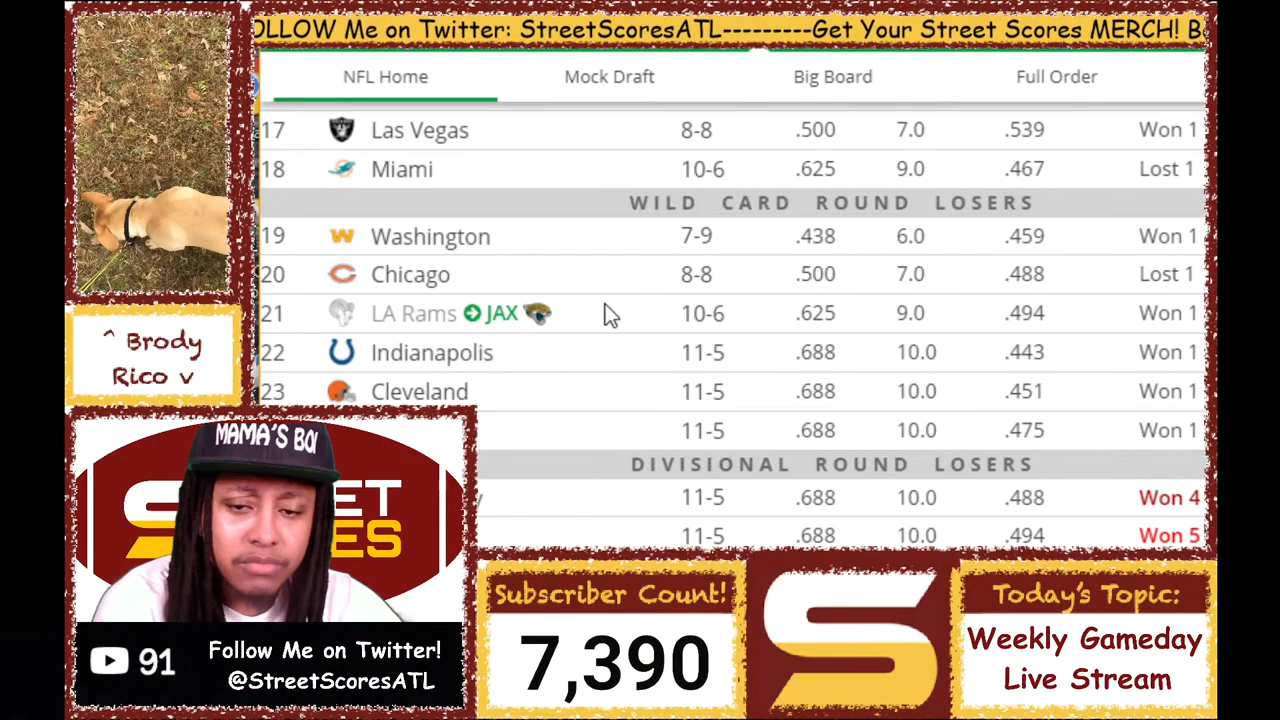 OLLOW Me on Twitter: StreetScoresATL---------Get Your Street Scores MERCH! B
NFL Home Mock Draft Big Board Full Order
17 Las Vegas 8-8 .500 7.0 .539 Won 1
18 Miami 10-6 .625 9.0 .467 Lost 1
WILD CARD ROUND LOSERS
19 Washington 7-9 .438 6.0 .459 Won 1
20 Chicago 8-8 .500 7.0 .488 Lost 1
21 LA Rams JAX 10-6 .625 9.0 .494 Won 1
22 Indianapolis 11-5 .688 10.0 .443 Won 1
23 Cleveland 11-5 .688 10.0 .451 Won 1
11-5 .688 10.0 .475 Won 1
DIVISIONAL ROUND LOSERS
11-5 .688 10.0 .488 Won 4
11-5 .688 10.0 .494 Won 5
^ Brody
Rico v
MAMA'S BOI
ET
ES
91
Follow Me on Twitter!
@StreetScoresATL
Subscriber Count!
7,390
S
Today's Topic:
Weekly Gameday
Live Stream